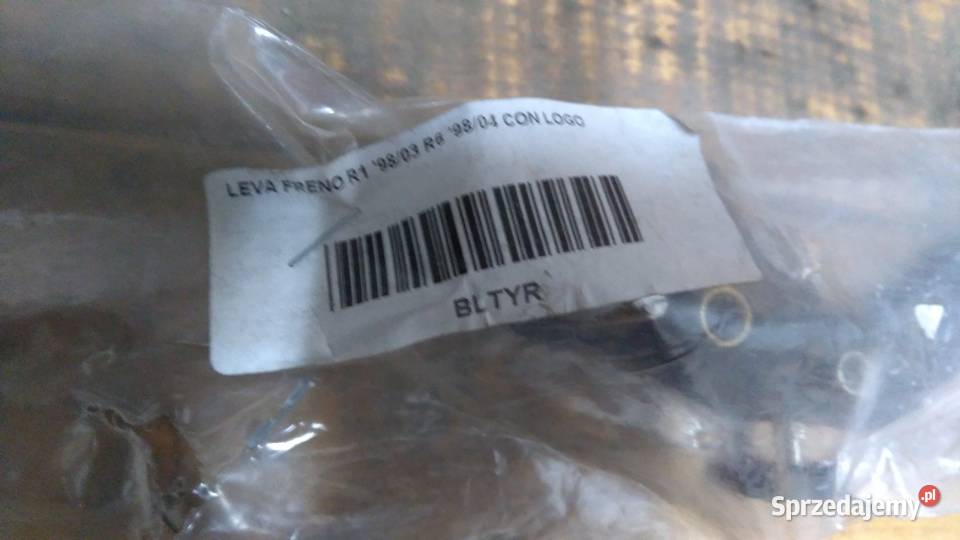 LEVA FRENO R1 '98/03 R6 '98/04 CON LOGO
BLTYR
Sprzedajemy.pl